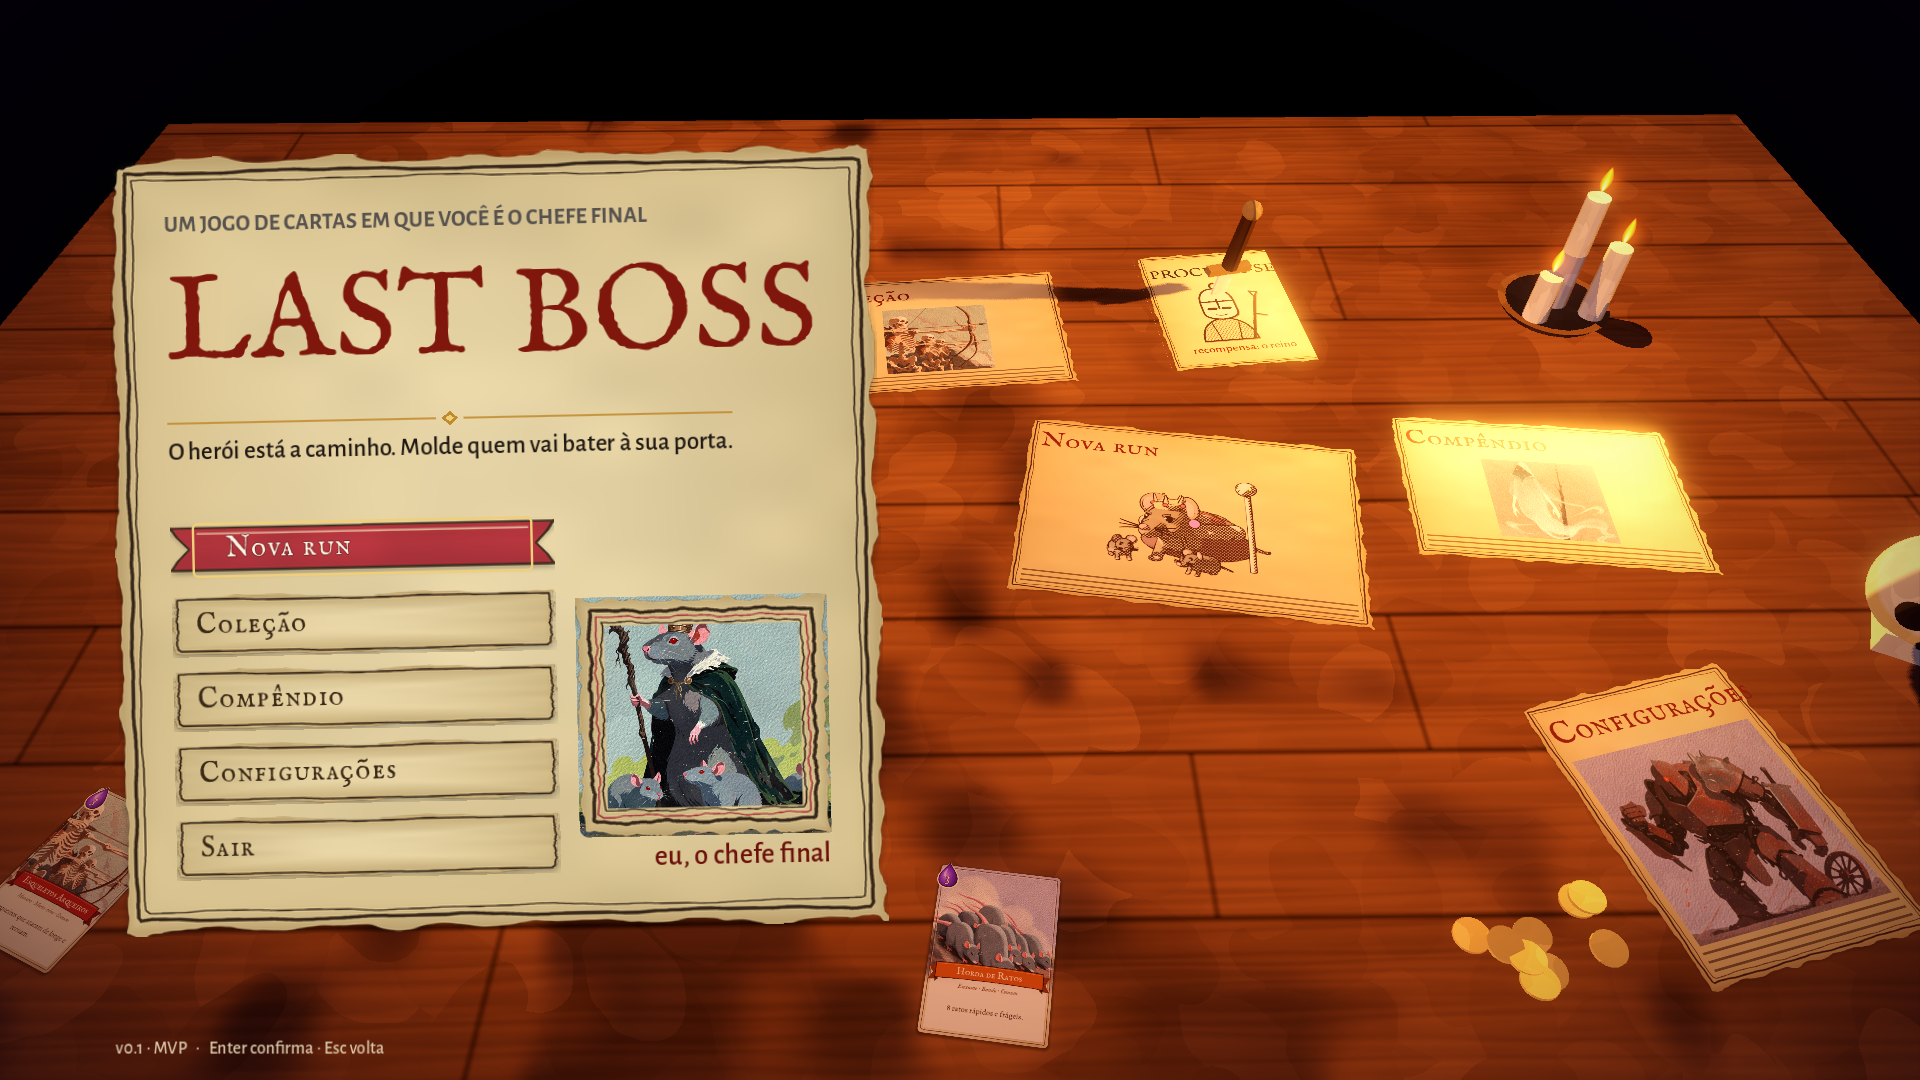 UM JOGO DE CARTAS EM QUE VOCÊ É O CHEFE FINAL
LAST BOSS
O herói está a caminho. Molde quem vai bater à sua porta.
Nova run
Coleção
Compêndio
Configurações
Sair
eu, o chefe final
recompensa: o reino
Nova run
Compêndio
Configurações
Esqueletos Arqueiros
Horda de Ratos
8 ratos rápidos e frágeis.
v0.1 · MVP · Enter confirma · Esc volta